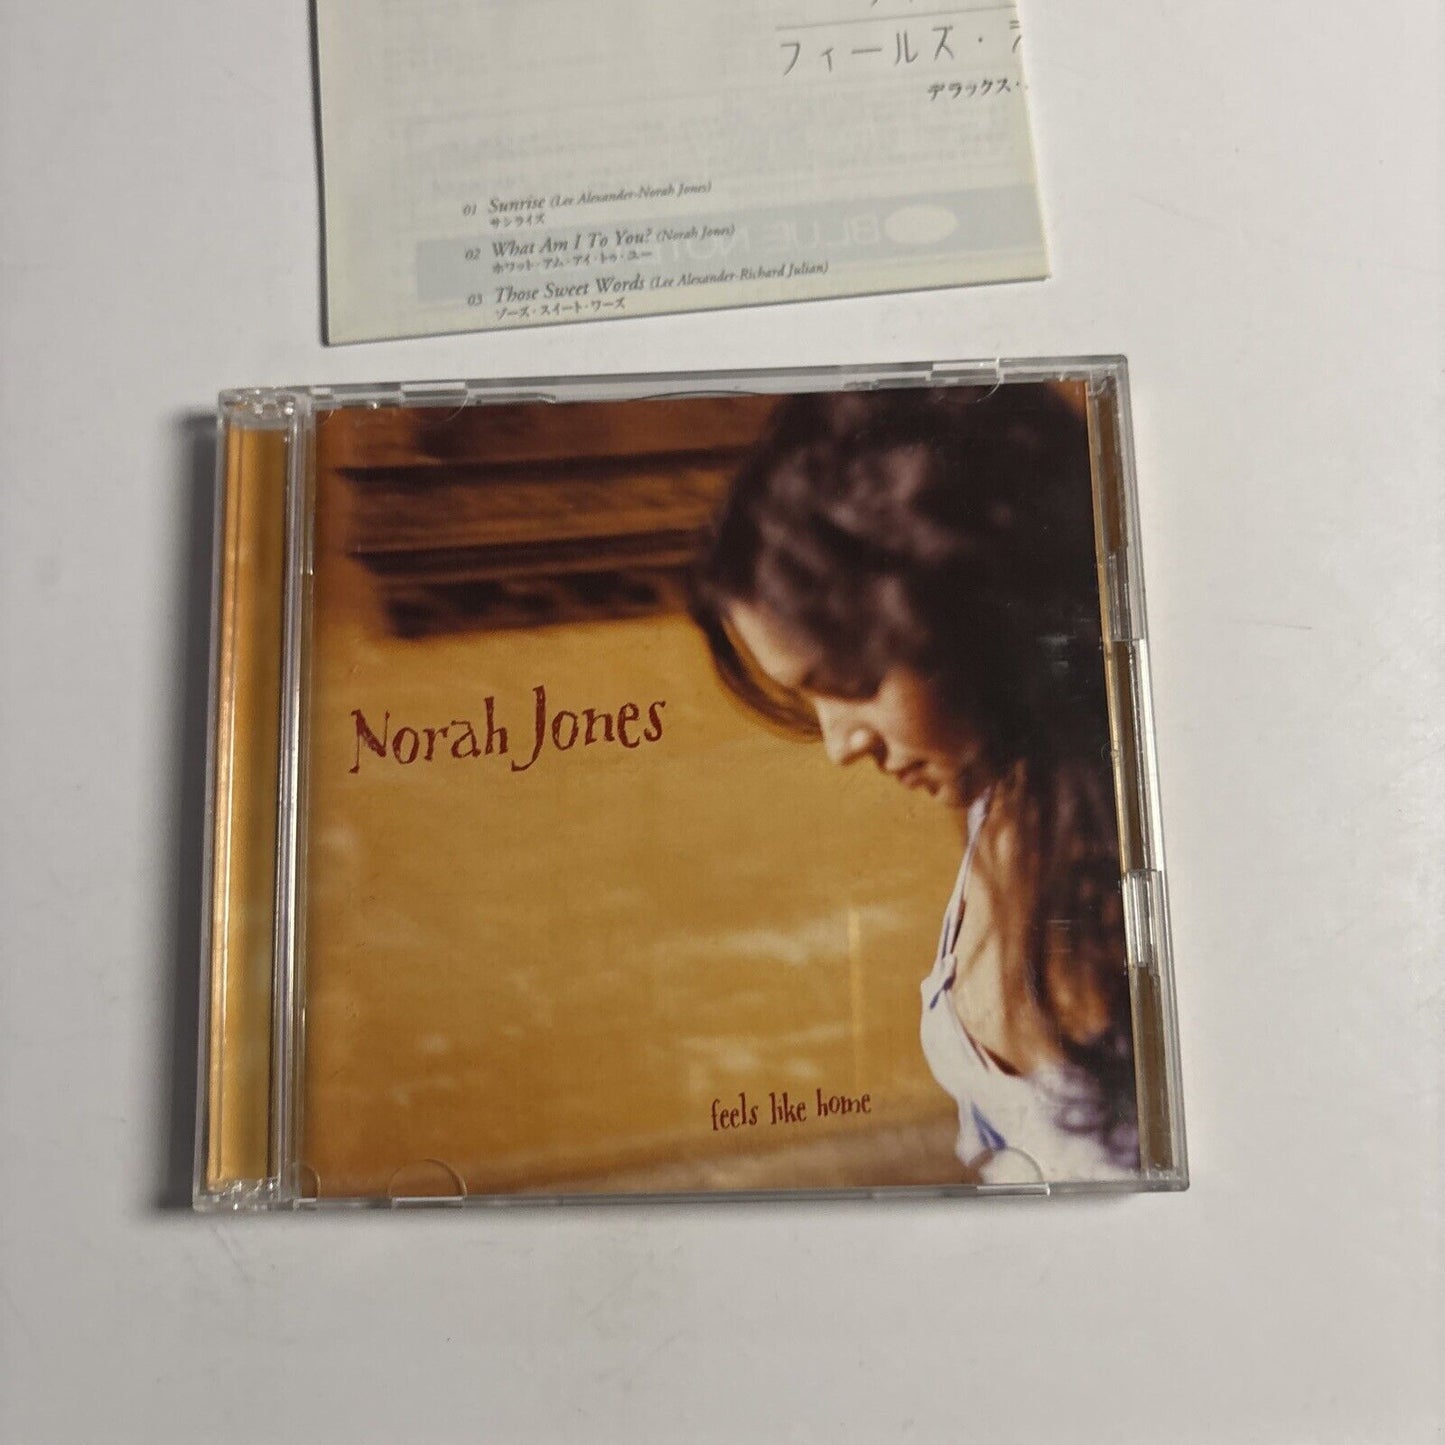 フィールズ・
デラックス・
01 Sunrise (Lee Alexander-Norah Jones)
サンライズ
02 What Am I To You? (Norah Jones)
ホワット・アム・アイ・トゥ・ユー
03 Those Sweet Words (Lee Alexander-Richard Julian)
ゾーズ・スイート・ワーズ
BLUE NOTE
Norah Jones
feels like home